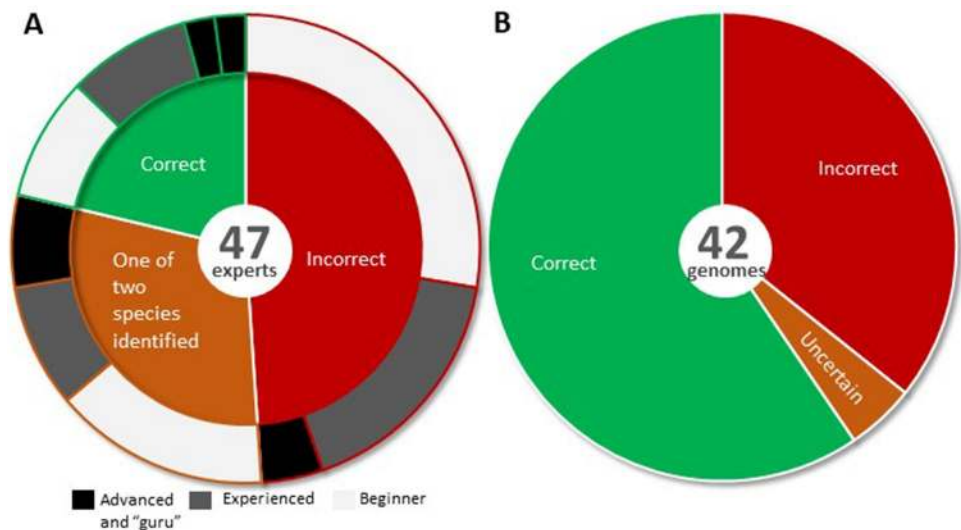 A
B
Correct
Incorrect
47
experts
One of
two
species
identified
Incorrect
Correct
42
genomes
Uncertain
Advanced
and "guru"
Experienced
Beginner